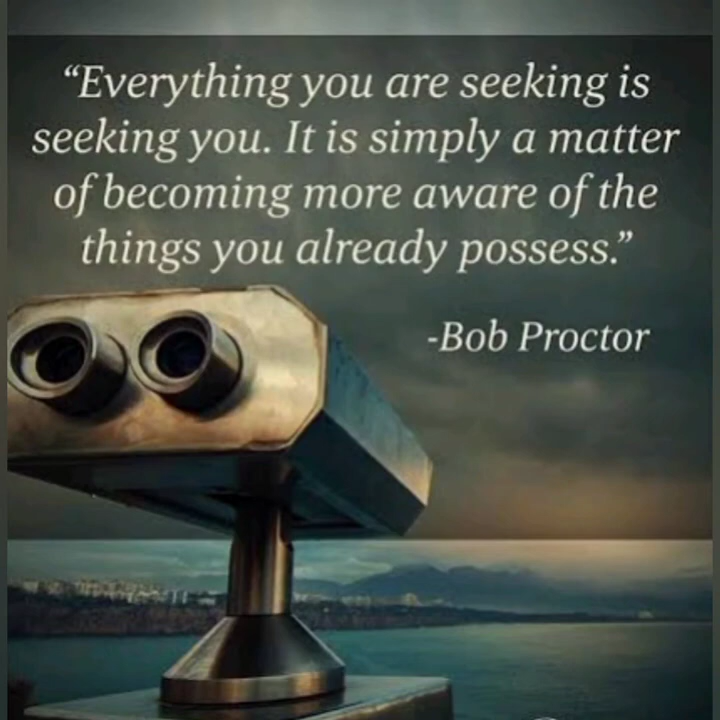 “Everything you are seeking is
seeking you. It is simply a matter
of becoming more aware of the
things you already possess.”
-Bob Proctor